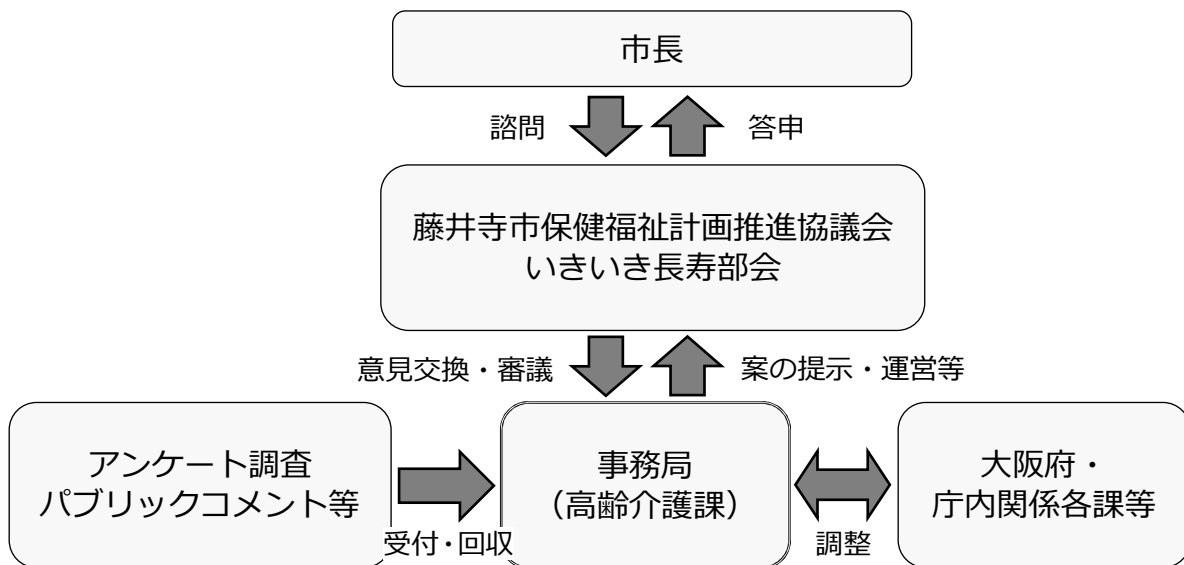 市長
諮問
答申
藤井寺市保健福祉計画推進協議会
いきいき長寿部会
意見交換・審議
案の提示・運営等
アンケート調査
パブリックコメント等
受付・回収
事務局
（高齢介護課）
調整
大阪府・
庁内関係各課等